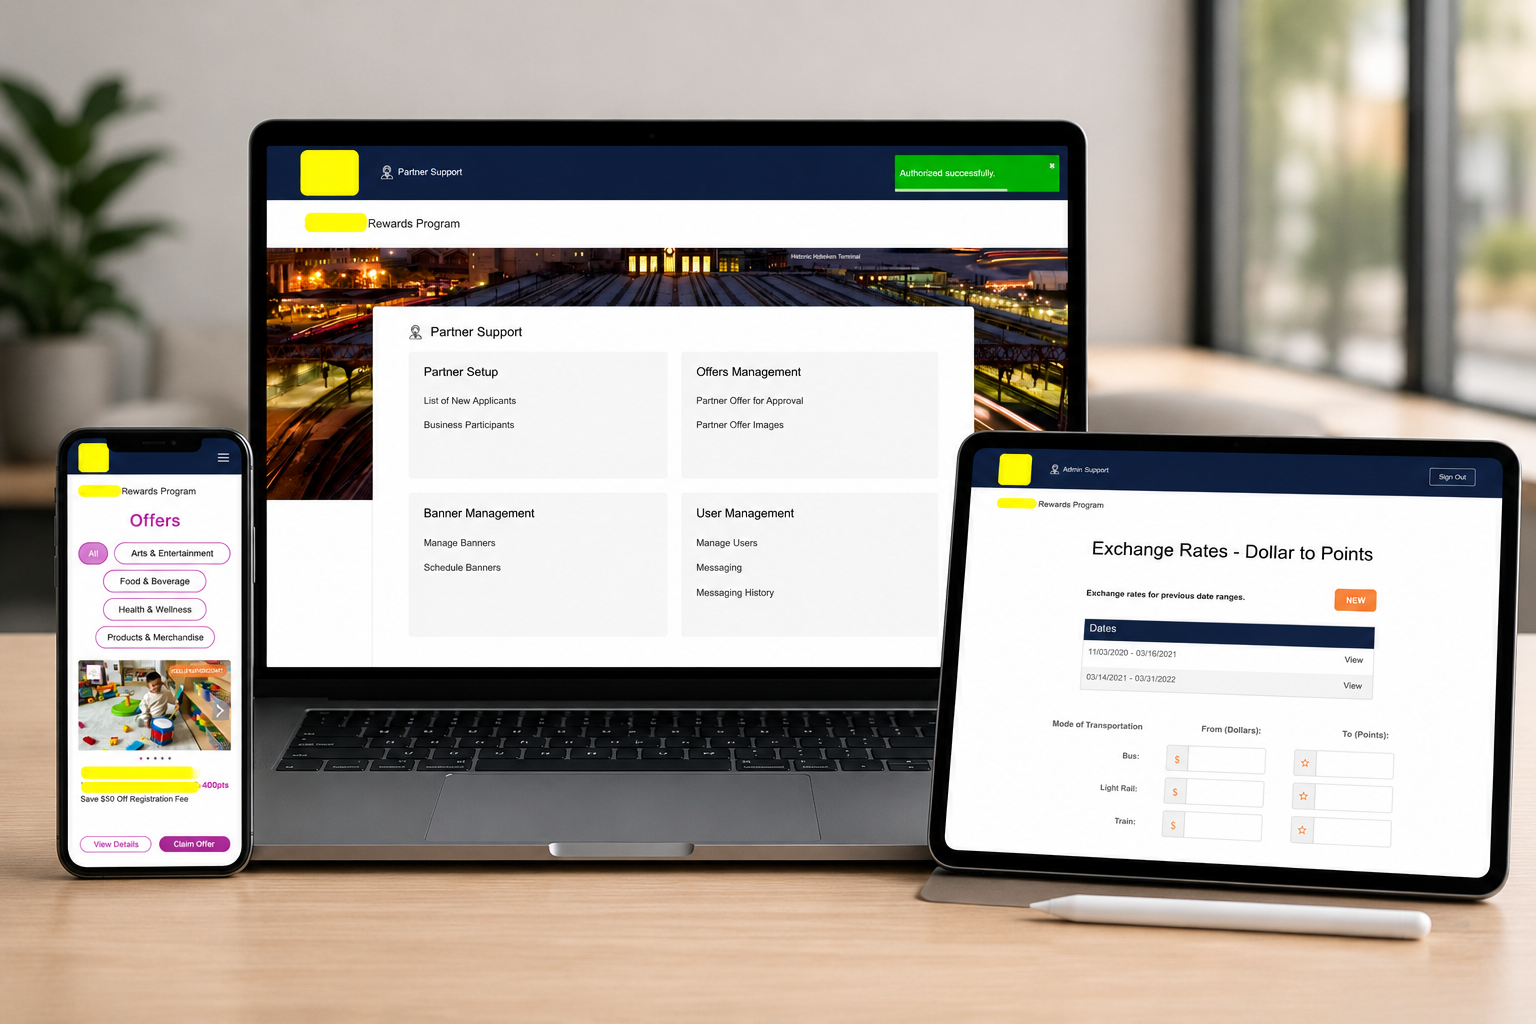 Partner Support
Authorized successfully.
Rewards Program
Historic Hoboken Terminal
Partner Support
Partner Setup
List of New Applicants
Business Participants
Offers Management
Partner Offer for Approval
Partner Offer Images
Banner Management
Manage Banners
Schedule Banners
User Management
Manage Users
Messaging
Messaging History
Rewards Program
Offers
All
Arts & Entertainment
Food & Beverage
Health & Wellness
Products & Merchandise
400pts
Save $50 Off Registration Fee
View Details
Claim Offer
Admin Support
Sign Out
Rewards Program
Exchange Rates - Dollar to Points
Exchange rates for previous date ranges.
NEW
Dates
11/03/2020 - 03/16/2021
View
03/14/2021 - 03/31/2022
View
Mode of Transportation From (Dollars): To (Points):
Bus: $
Light Rail: $
Train: $